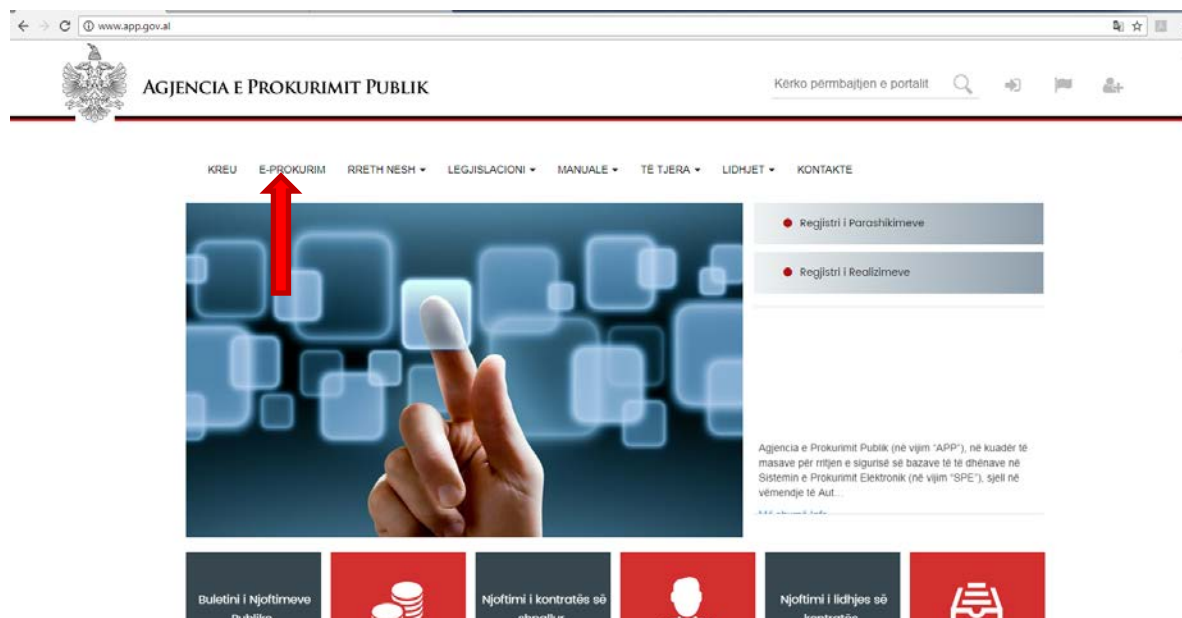 www.app.gov.al
AGJENCIA E PROKURIMIT PUBLIK
Kërko përmbajtjen e portalit
KREU E-PROKURIM RRETH NESH LEGJISLACIONI MANUALE TË TJERA LIDHJET KONTAKTE
Regjistri i Parashikimeve
Regjistri i Realizimeve
Agjencia e Prokurimit Publik (në vijim "APP"), në kuadër të
masave për rritjen e sigurisë së bazave të të dhënave në
Sistemin e Prokurimit Elektronik (në vijim "SPE"), sjell në
vëmendje të Aut...
Buletini i Njoftimeve
Publike
Njoftimi i kontratës së
shpallur
Njoftimi i lidhjes së
kontratës